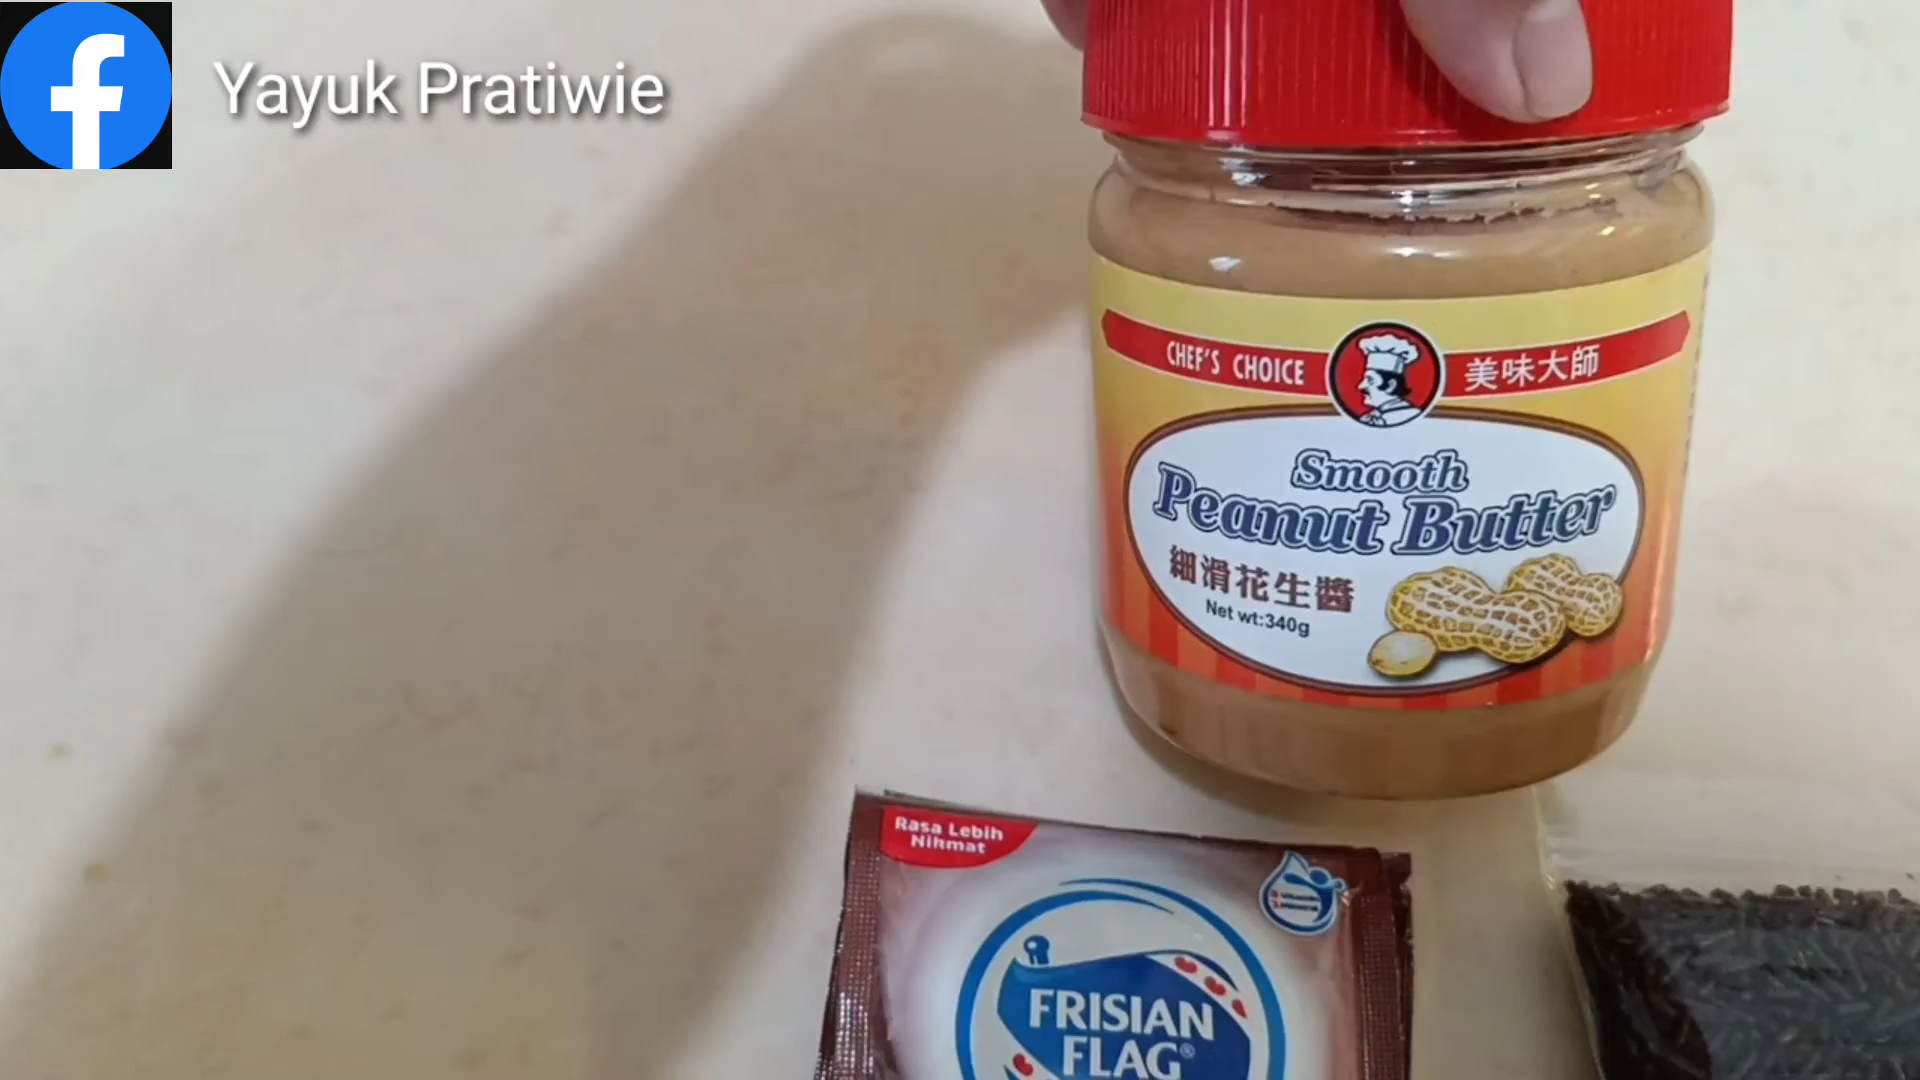 Yayuk Pratiwie
CHEF'S CHOICE 美味大師
Smooth
Peanut Butter
細滑花生醬
Net wt:340g
Rasa Lebih
Nikmat
FRISIAN
FLAG®